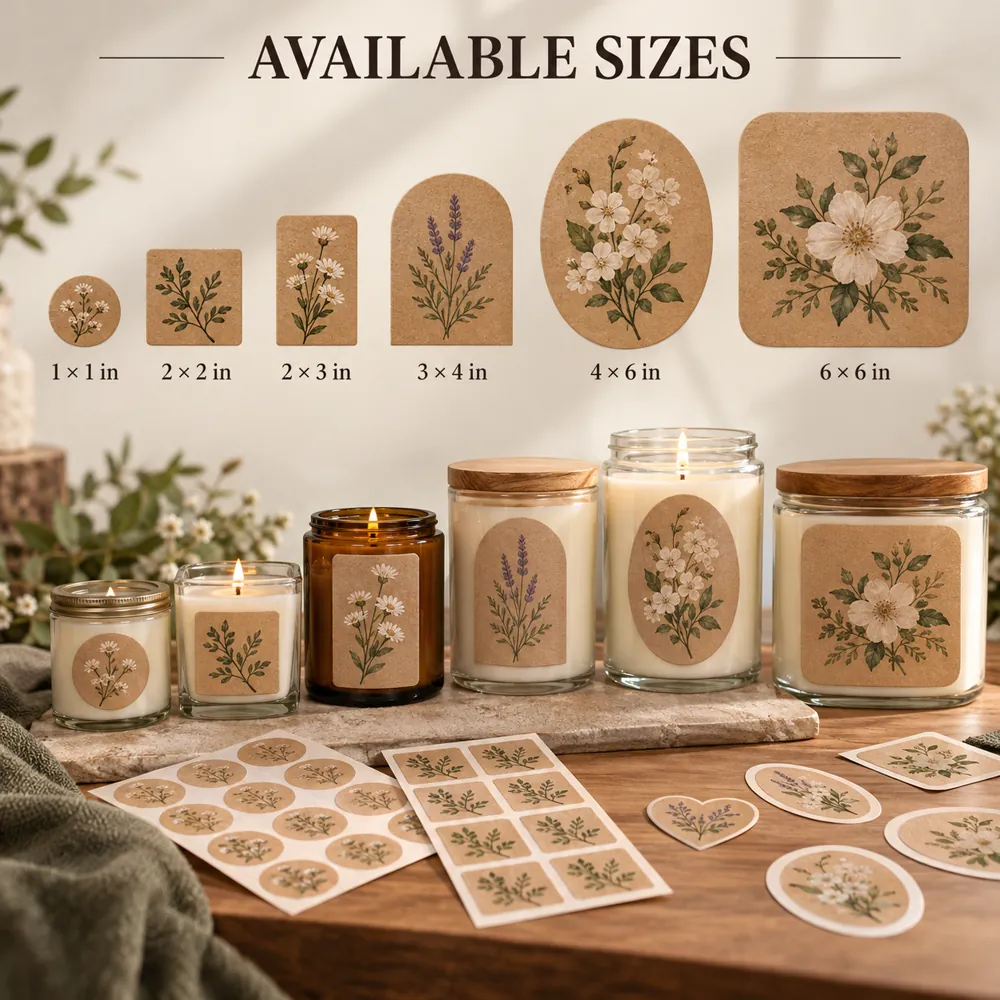 AVAILABLE SIZES
1 × 1 in
2 × 2 in
2 × 3 in
3 × 4 in
4 × 6 in
6 × 6 in